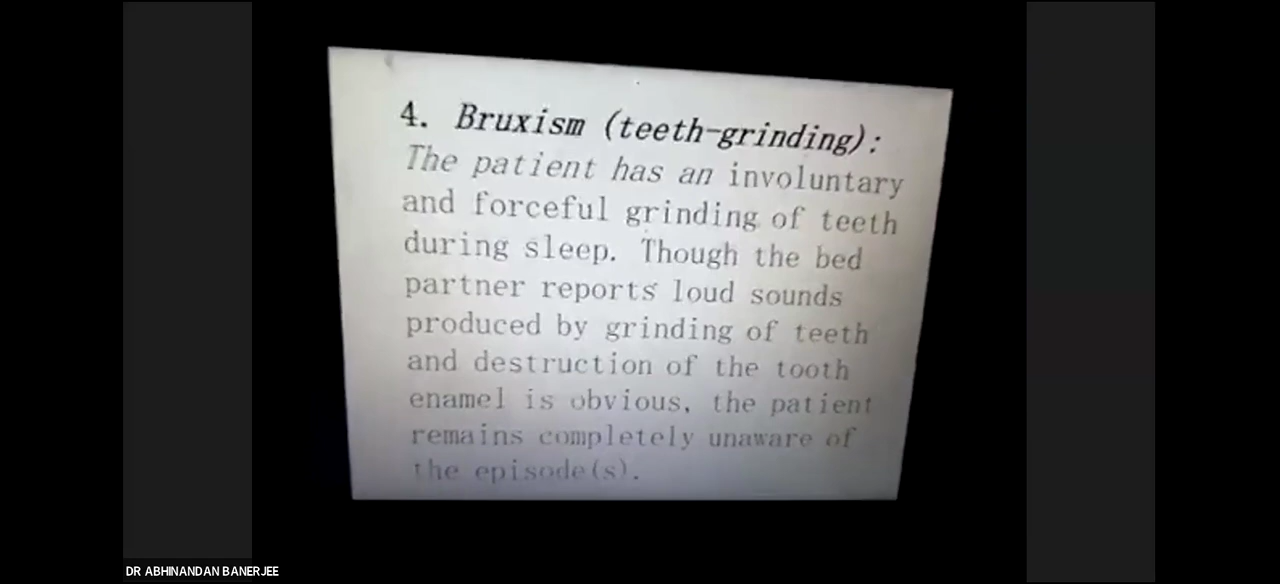 4. Bruxism (teeth-grinding):
The patient has an involuntary
and forceful grinding of teeth
during sleep. Though the bed
partner reports loud sounds
produced by grinding of teeth
and destruction of the tooth
enamel is obvious, the patient
remains completely unaware of
the episode(s).
DR ABHINANDAN BANERJEE